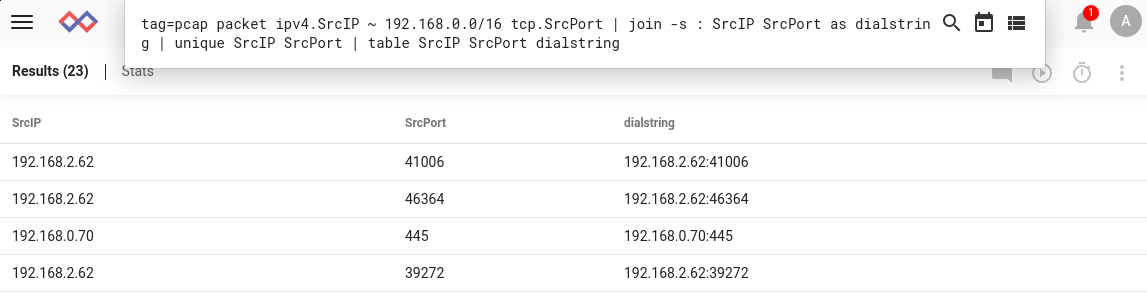 tag=pcap packet ipv4.SrcIP ~ 192.168.0.0/16 tcp.SrcPort | join -s : SrcIP SrcPort as dialstrin
g | unique SrcIP SrcPort | table SrcIP SrcPort dialstring
1
A
Results (23) | Stats
SrcIP SrcPort dialstring
192.168.2.62 41006 192.168.2.62:41006
192.168.2.62 46364 192.168.2.62:46364
192.168.0.70 445 192.168.0.70:445
192.168.2.62 39272 192.168.2.62:39272